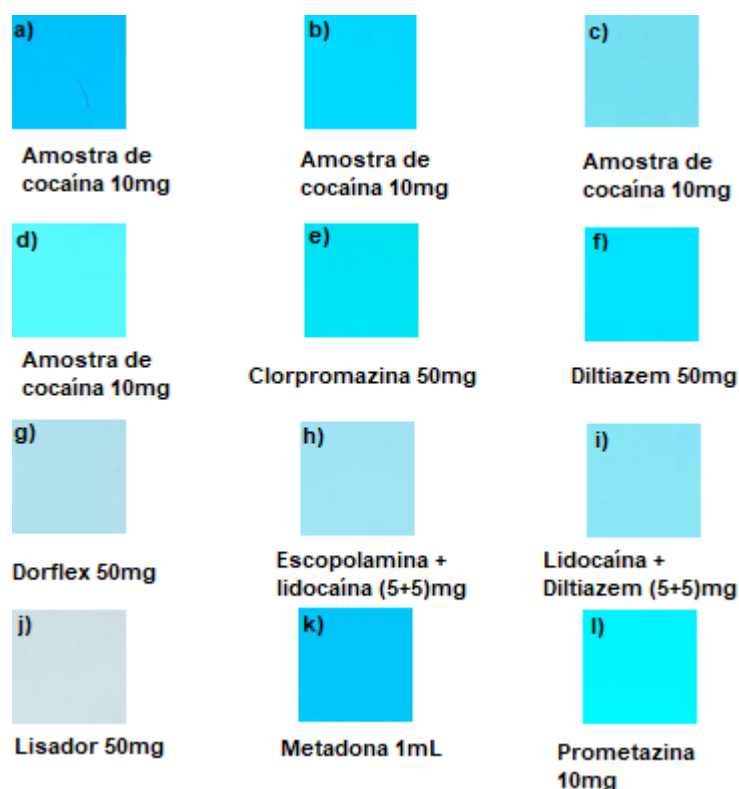 a)
b)
c)
Amostra de
cocaína 10mg
Amostra de
cocaína 10mg
Amostra de
cocaína 10mg
d)
e)
f)
Amostra de
cocaína 10mg
Clorpromazina 50mg
Diltiazem 50mg
g)
h)
i)
Dorflex 50mg
Escopolamina +
lidocaína (5+5)mg
Lidocaína +
Diltiazem (5+5)mg
j)
k)
l)
Lisador 50mg
Metadona 1mL
Prometazina
10mg